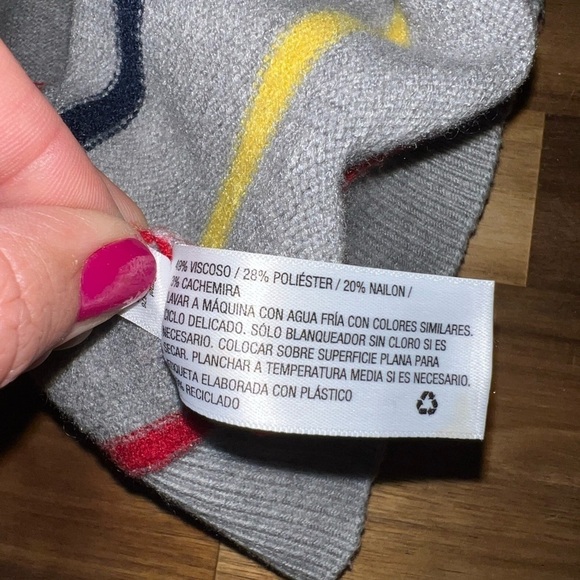 VISCOSO / 28% POLIÉSTER / 20% NAILON /
CACHEMIRA
LAVAR A MÁQUINA CON AGUA FRÍA CON COLORES SIMILARES.
CICLO DELICADO. SÓLO BLANQUEADOR SIN CLORO SI ES
NECESARIO. COLOCAR SOBRE SUPERFICIE PLANA PARA
SECAR. PLANCHAR A TEMPERATURA MEDIA SI ES NECESARIO.
ETIQUETA ELABORADA CON PLÁSTICO
RECICLADO